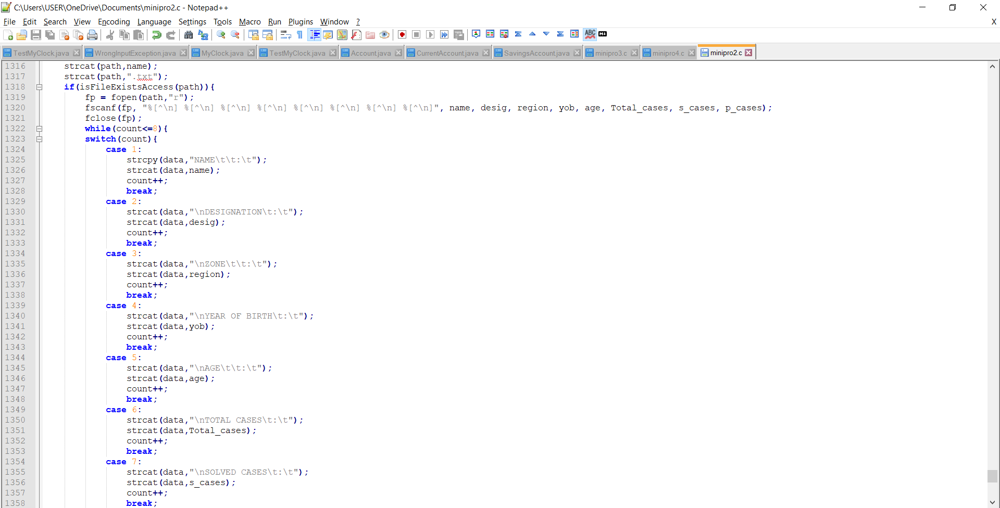 C:\Users\USER\OneDrive\Documents\minipro2.c - Notepad++
File Edit Search View Encoding Language Settings Tools Macro Run Plugins Window ? X
TestMyClock.java WrongInputException.java MyClock.java TestMyClock.java Account.java CurrentAccount.java SavingsAccount.java minipro3.c minipro4.c minipro2.c
1316 strcat(path,name);
1317 strcat(path,".txt");
1318 if(isFileExistsAccess(path)){
1319 fp = fopen(path,"r");
1320 fscanf(fp, "%[^\n] %[^\n] %[^\n] %[^\n] %[^\n] %[^\n] %[^\n] %[^\n]", name, desig, region, yob, age, Total_cases, s_cases, p_cases);
1321 fclose(fp);
1322 while(count<=8){
1323 switch(count){
1324 case 1:
1325 strcpy(data,"NAME\t\t:\t");
1326 strcat(data,name);
1327 count++;
1328 break;
1329 case 2:
1330 strcat(data,"\nDESIGNATION\t:\t");
1331 strcat(data,desig);
1332 count++;
1333 break;
1334 case 3:
1335 strcat(data,"\nZONE\t\t:\t");
1336 strcat(data,region);
1337 count++;
1338 break;
1339 case 4:
1340 strcat(data,"\nYEAR OF BIRTH\t:\t");
1341 strcat(data,yob);
1342 count++;
1343 break;
1344 case 5:
1345 strcat(data,"\nAGE\t\t:\t");
1346 strcat(data,age);
1347 count++;
1348 break;
1349 case 6:
1350 strcat(data,"\nTOTAL CASES\t:\t");
1351 strcat(data,Total_cases);
1352 count++;
1353 break;
1354 case 7:
1355 strcat(data,"\nSOLVED CASES\t:\t");
1356 strcat(data,s_cases);
1357 count++;
1358 break;